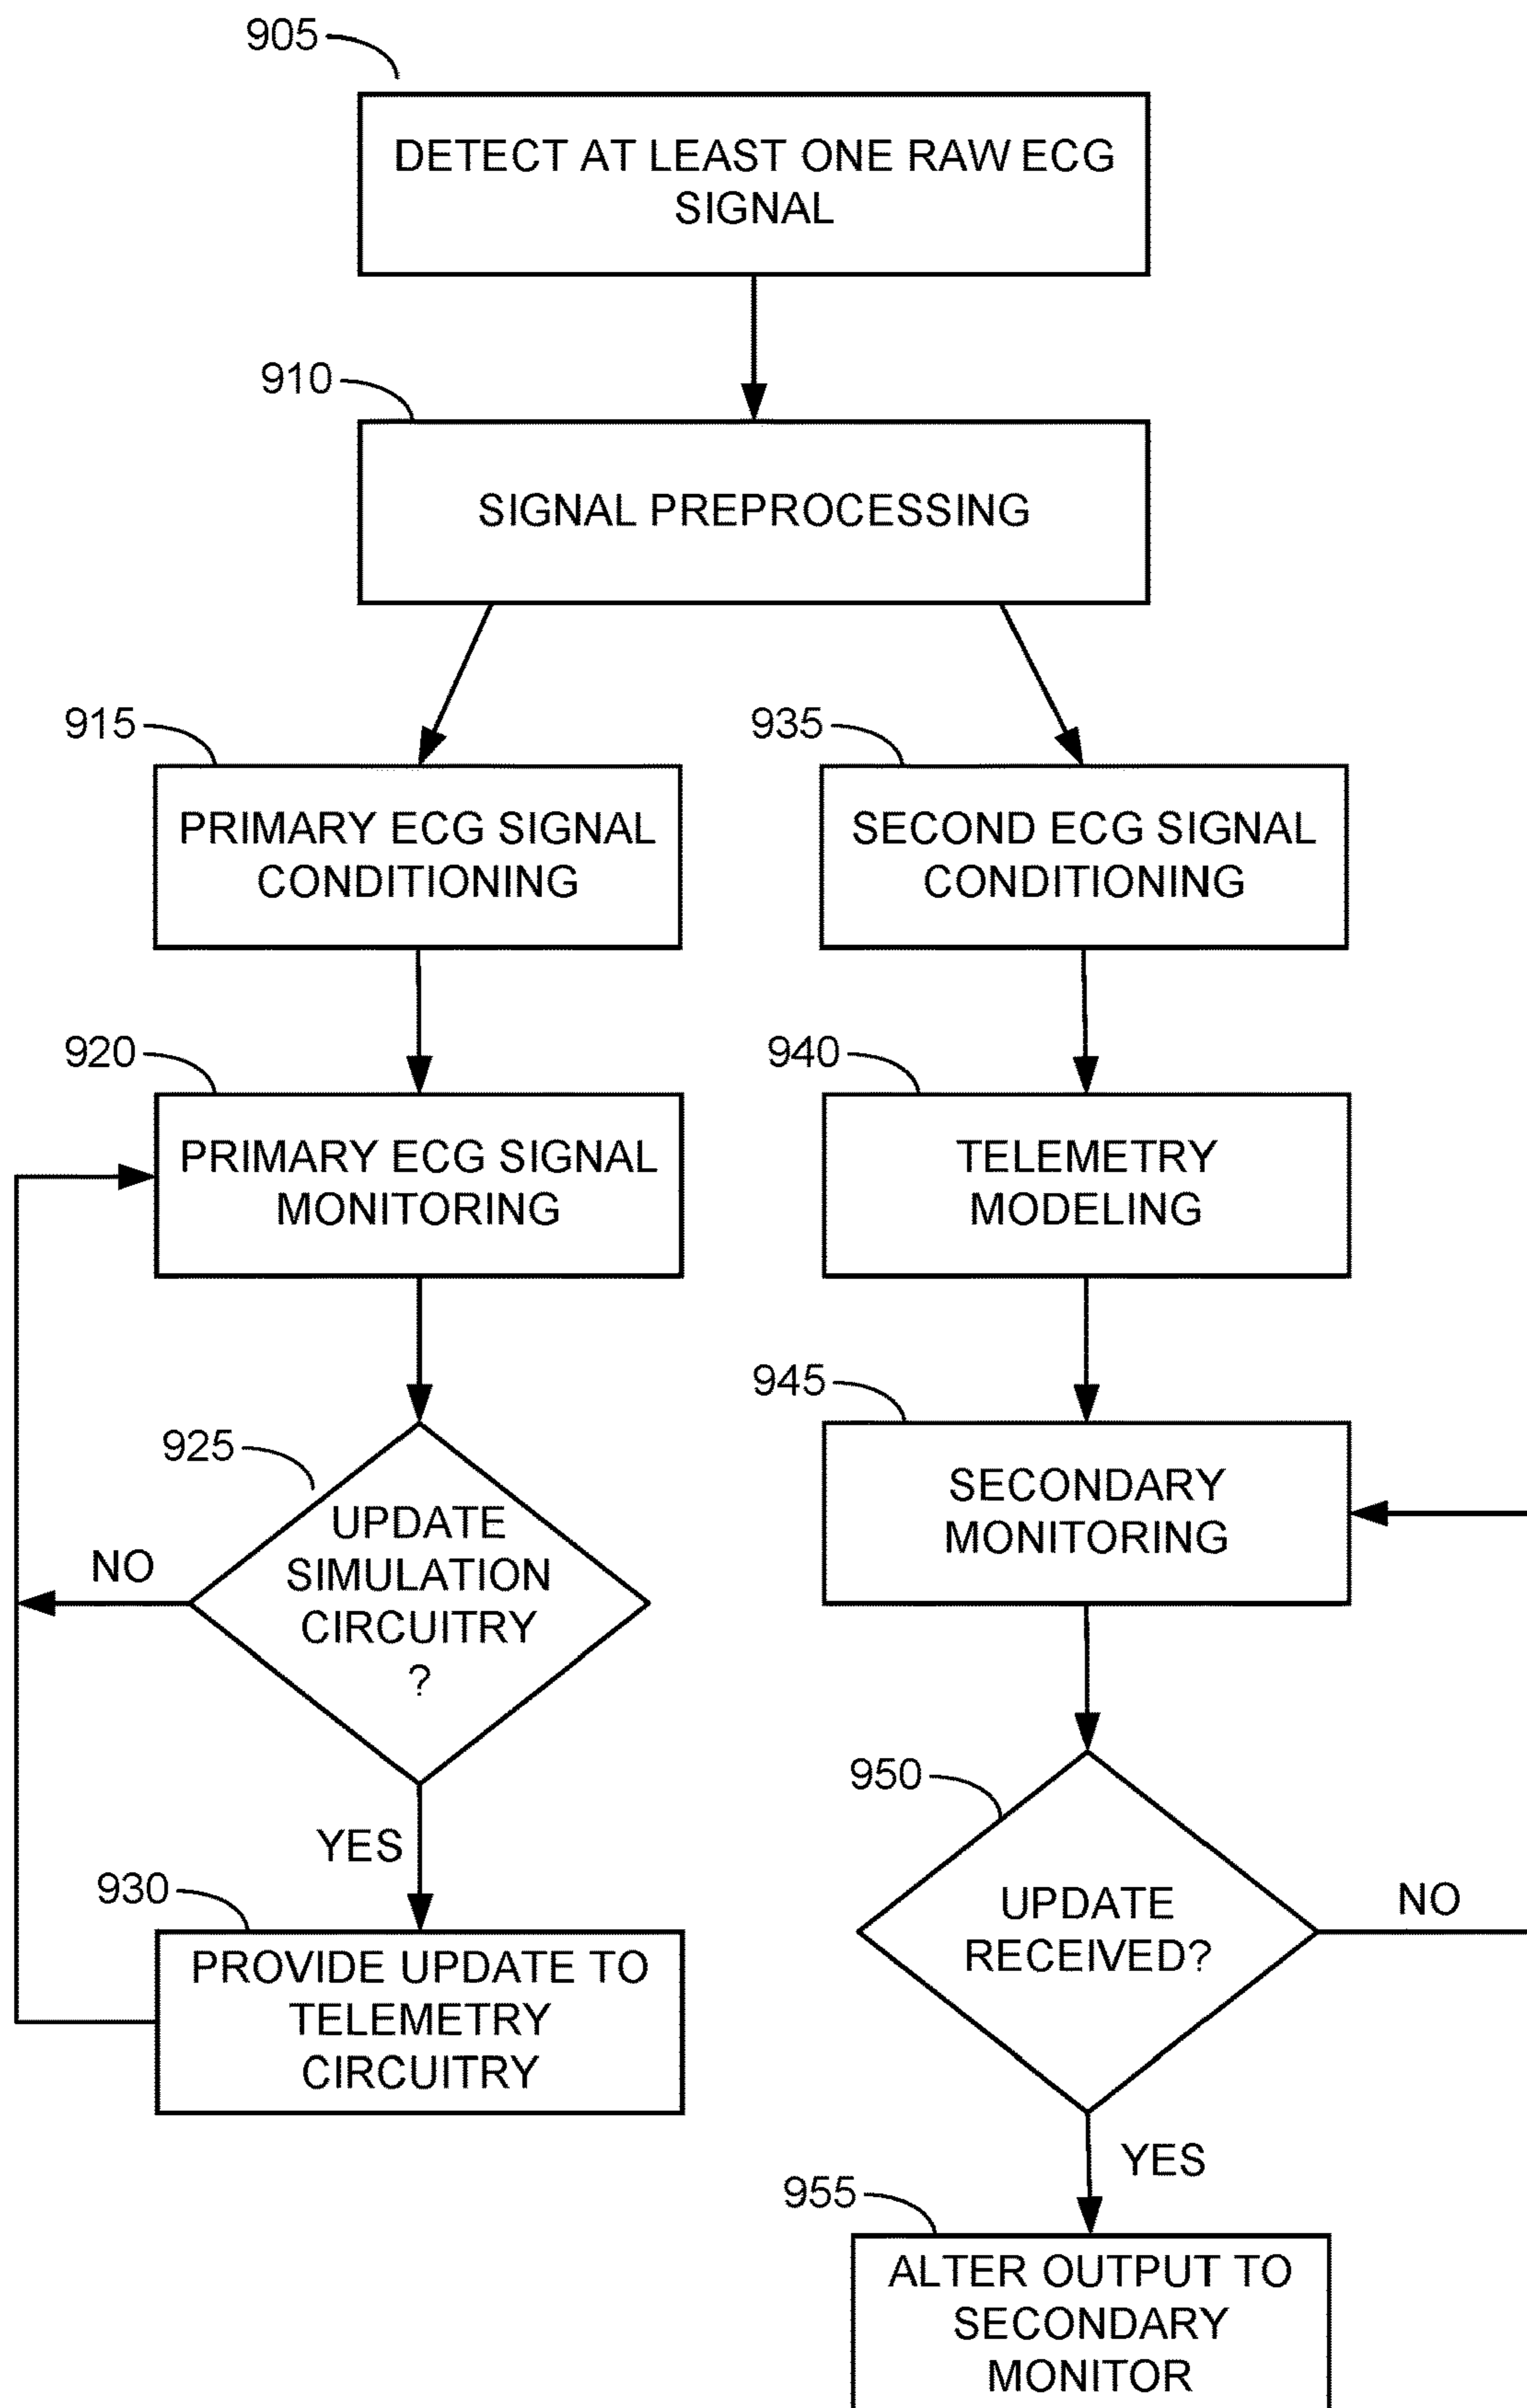 905
DETECT AT LEAST ONE RAW ECG
SIGNAL
910
SIGNAL PREPROCESSING
915
PRIMARY ECG SIGNAL
CONDITIONING
920
PRIMARY ECG SIGNAL
MONITORING
925
UPDATE
SIMULATION
CIRCUITRY
?
NO
YES
930
PROVIDE UPDATE TO
TELEMETRY
CIRCUITRY
935
SECOND ECG SIGNAL
CONDITIONING
940
TELEMETRY
MODELING
945
SECONDARY
MONITORING
950
UPDATE
RECEIVED?
NO
YES
955
ALTER OUTPUT TO
SECONDARY
MONITOR